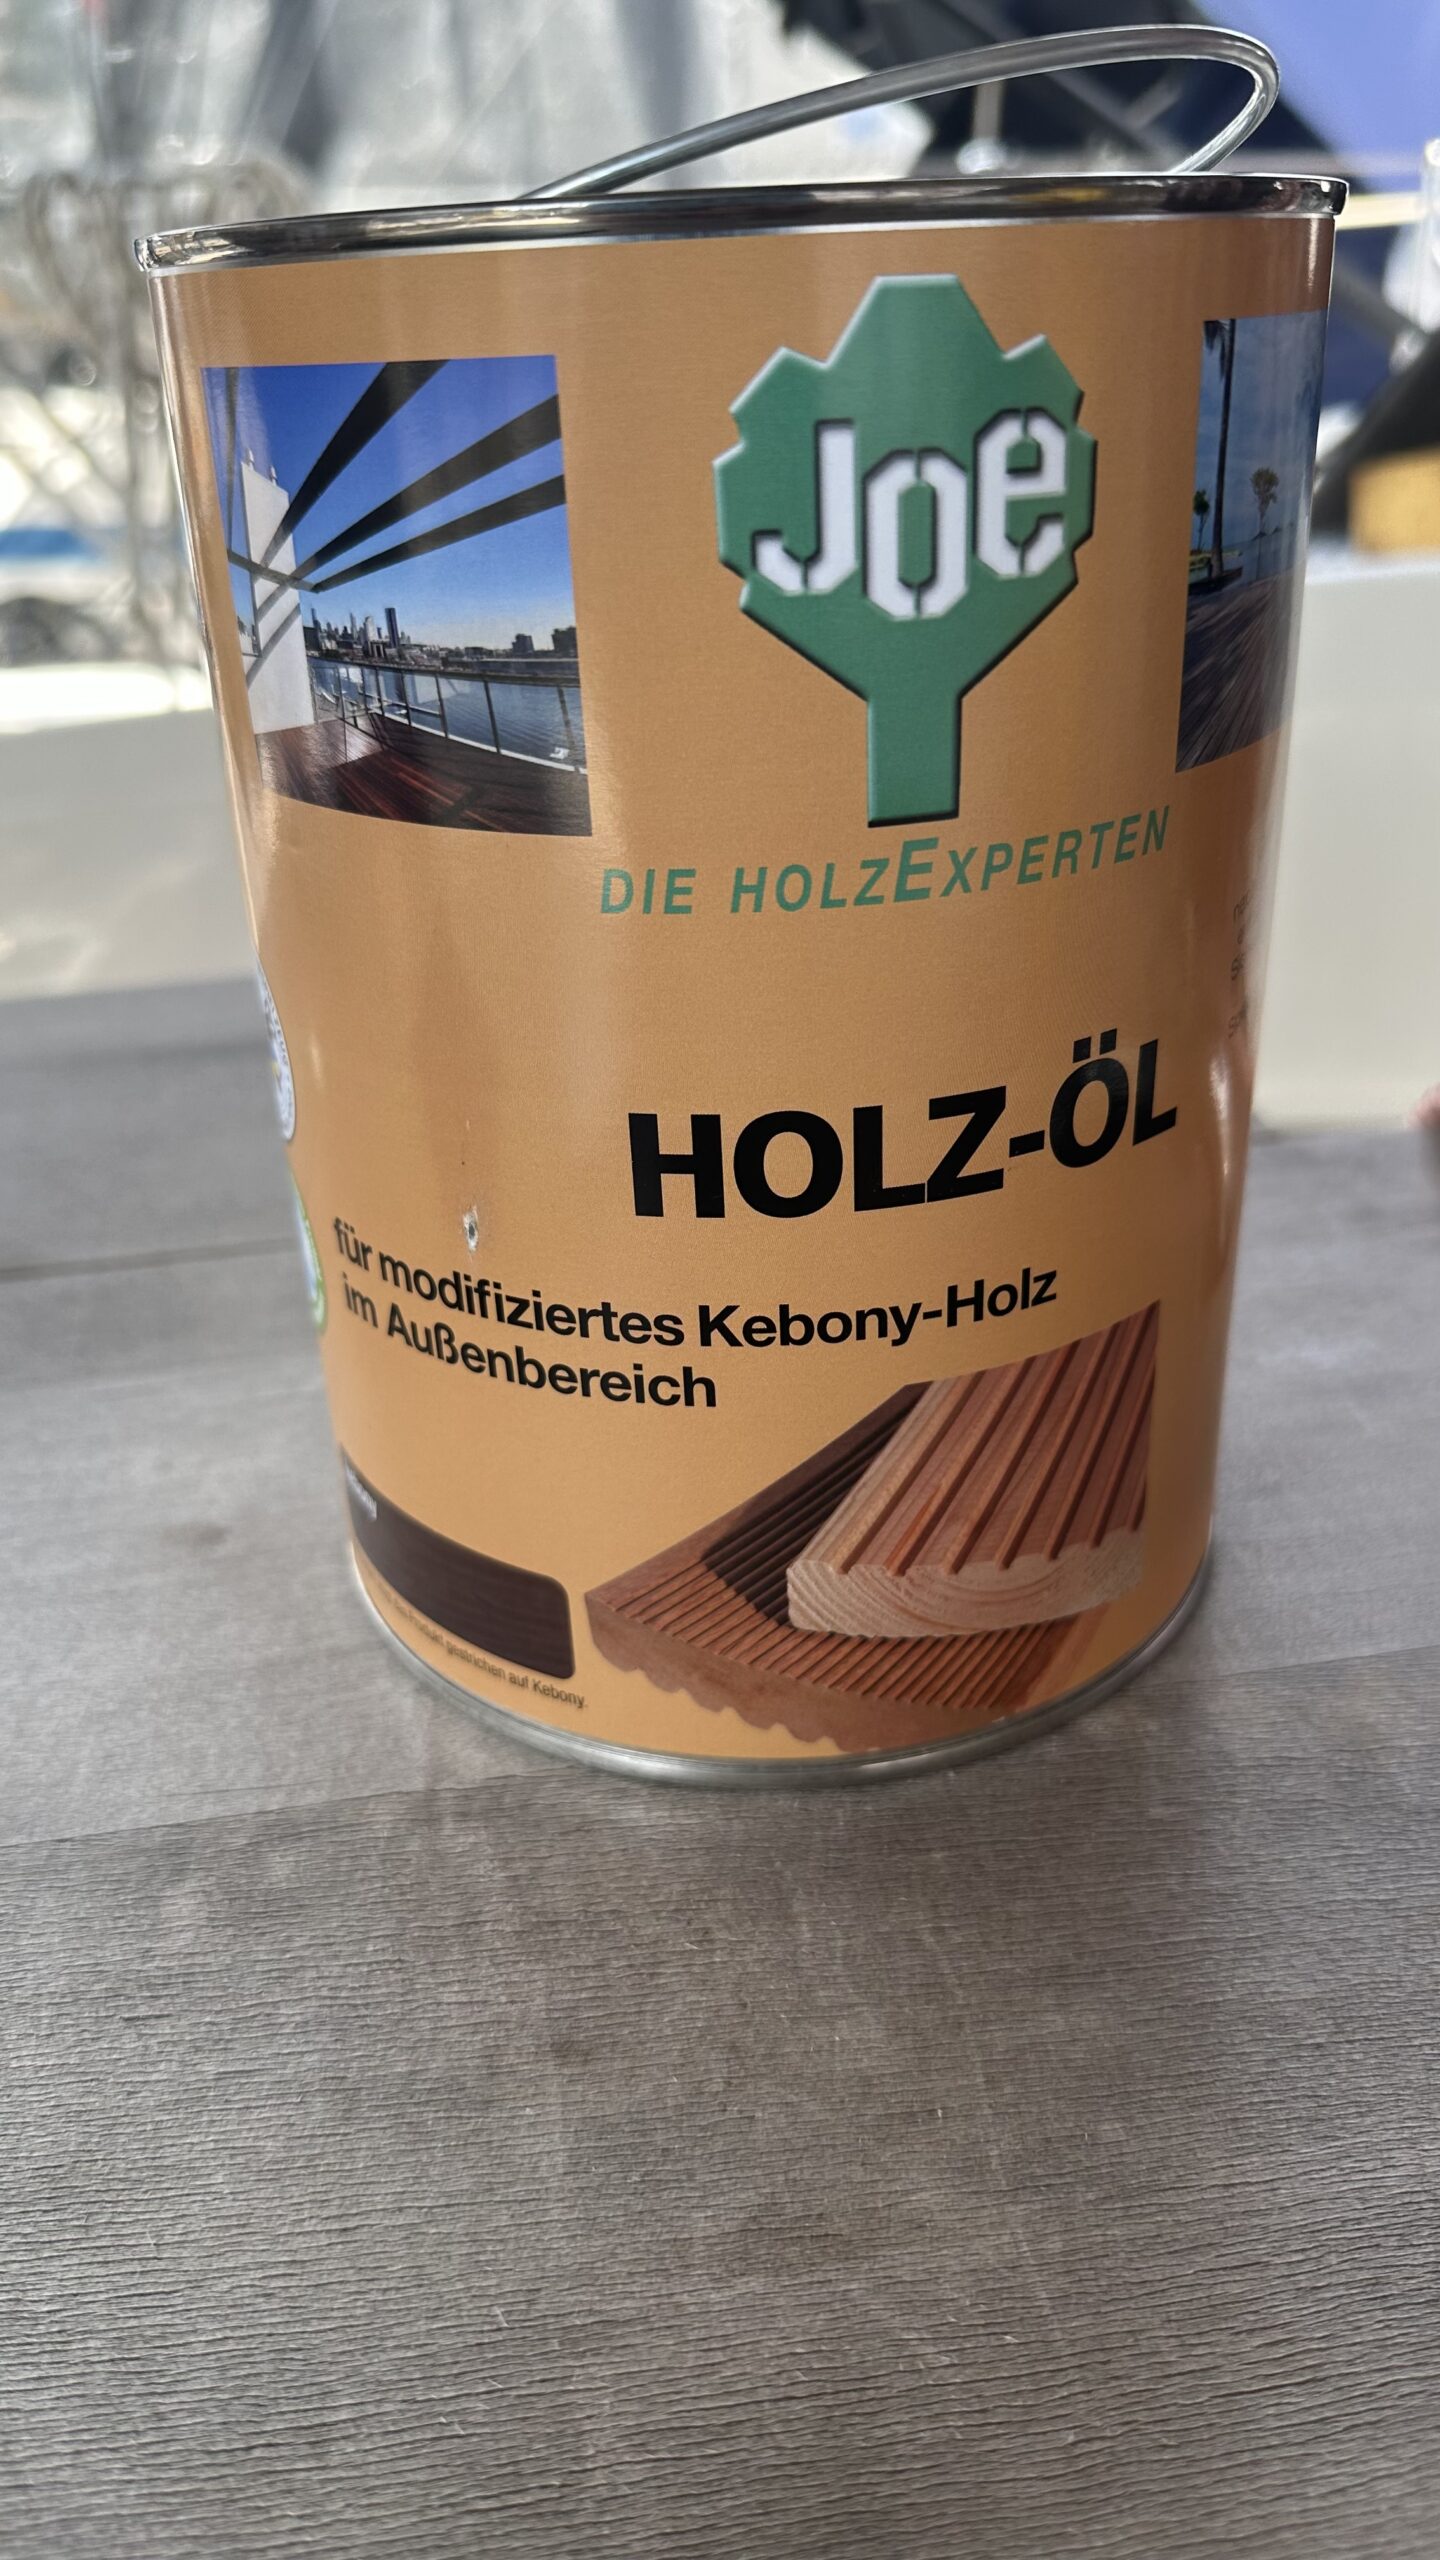 Joe
DIE HOLZEXPERTEN
HOLZ-ÖL
für modifiziertes Kebony-Holz
im Außenbereich
Produkt gestrichen auf Kebony.